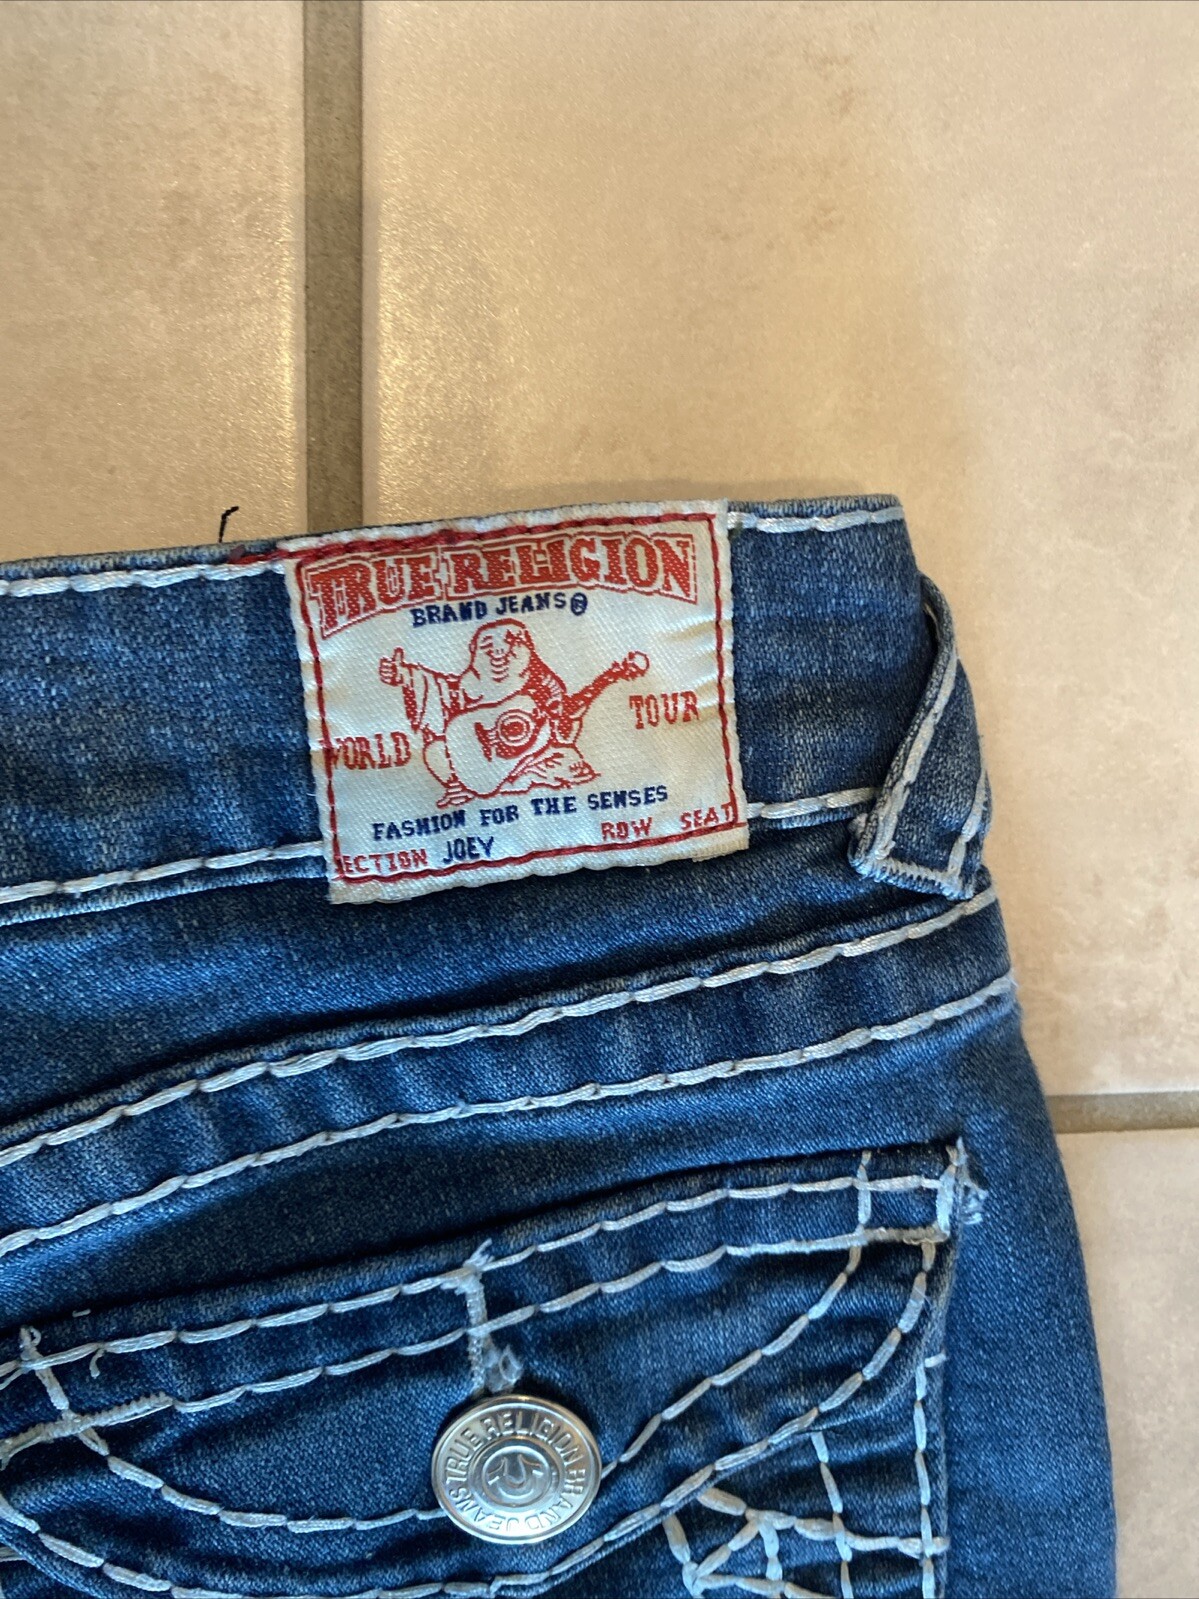 TRUE RELIGION
BRAND JEANS®
WORLD TOUR
FASHION FOR THE SENSES
ECTION JOEY ROW SEAT
TRUE RELIGION BRAND JEANS